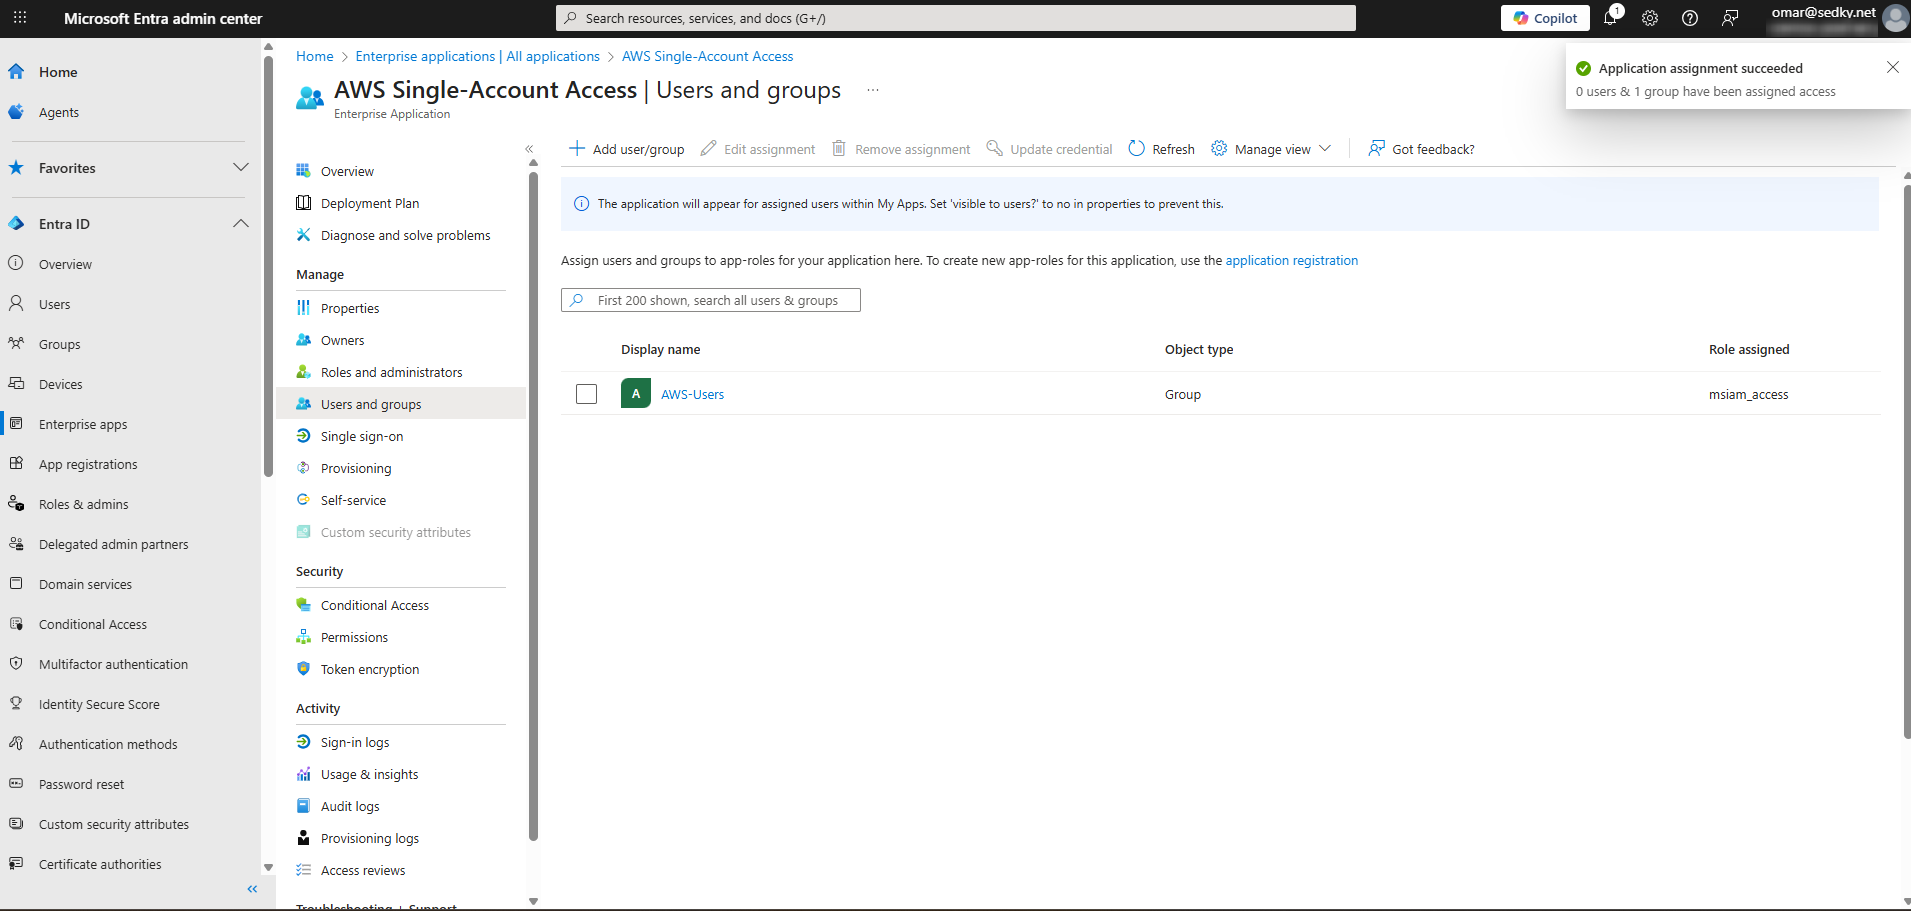 Microsoft Entra admin center
Search resources, services, and docs (G+/)
Copilot
1
omar@sedky.net
Application assignment succeeded
0 users & 1 group have been assigned access
Home
Agents
Favorites
Entra ID
Overview
Users
Groups
Devices
Enterprise apps
App registrations
Roles & admins
Delegated admin partners
Domain services
Conditional Access
Multifactor authentication
Identity Secure Score
Authentication methods
Password reset
Custom security attributes
Certificate authorities
Home > Enterprise applications | All applications > AWS Single-Account Access
AWS Single-Account Access | Users and groups ...
Enterprise Application
Overview
Deployment Plan
Diagnose and solve problems
Manage
Properties
Owners
Roles and administrators
Users and groups
Single sign-on
Provisioning
Self-service
Custom security attributes
Security
Conditional Access
Permissions
Token encryption
Activity
Sign-in logs
Usage & insights
Audit logs
Provisioning logs
Access reviews
Troubleshooting + Support
Add user/group Edit assignment Remove assignment Update credential Refresh Manage view Got feedback?
The application will appear for assigned users within My Apps. Set 'visible to users?' to no in properties to prevent this.
Assign users and groups to app-roles for your application here. To create new app-roles for this application, use the application registration
First 200 shown, search all users & groups
Display name Object type Role assigned
A AWS-Users Group msiam_access